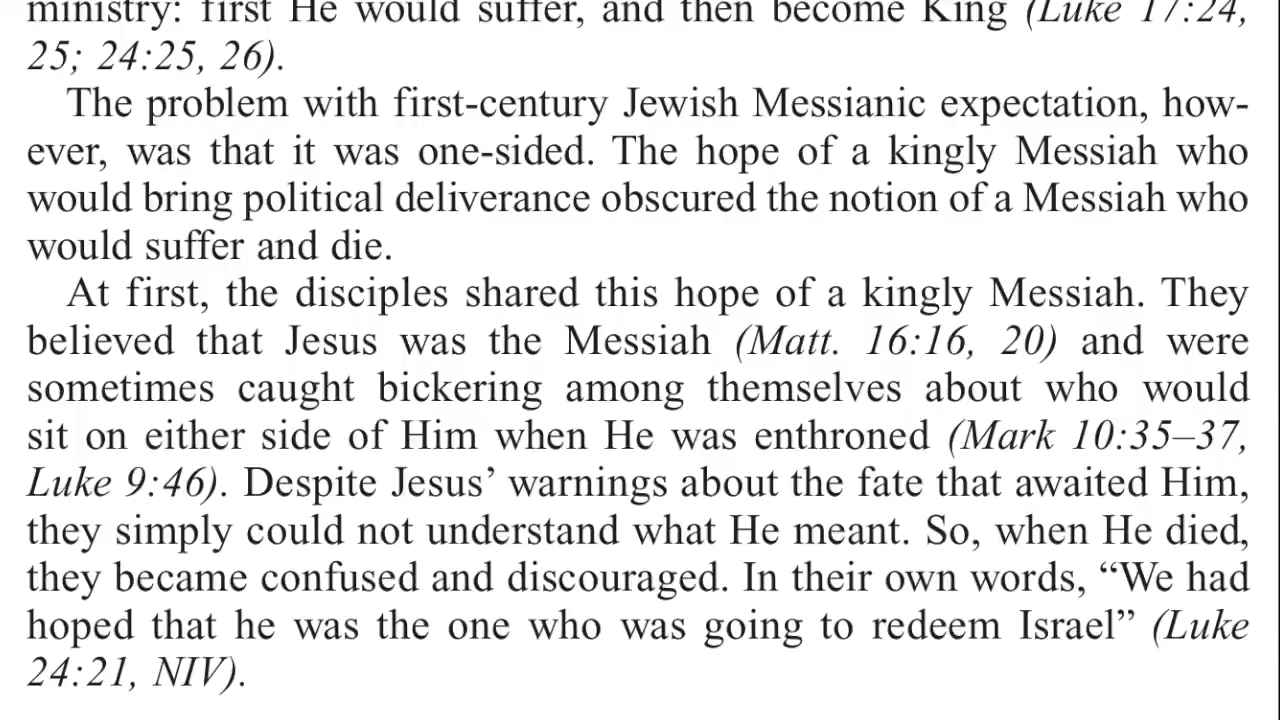 ministry: first He would suffer, and then become King (Luke 17:24,
25; 24:25, 26).
The problem with first-century Jewish Messianic expectation, how-
ever, was that it was one-sided. The hope of a kingly Messiah who
would bring political deliverance obscured the notion of a Messiah who
would suffer and die.
At first, the disciples shared this hope of a kingly Messiah. They
believed that Jesus was the Messiah (Matt. 16:16, 20) and were
sometimes caught bickering among themselves about who would
sit on either side of Him when He was enthroned (Mark 10:35–37,
Luke 9:46). Despite Jesus’ warnings about the fate that awaited Him,
they simply could not understand what He meant. So, when He died,
they became confused and discouraged. In their own words, “We had
hoped that he was the one who was going to redeem Israel” (Luke
24:21, NIV).